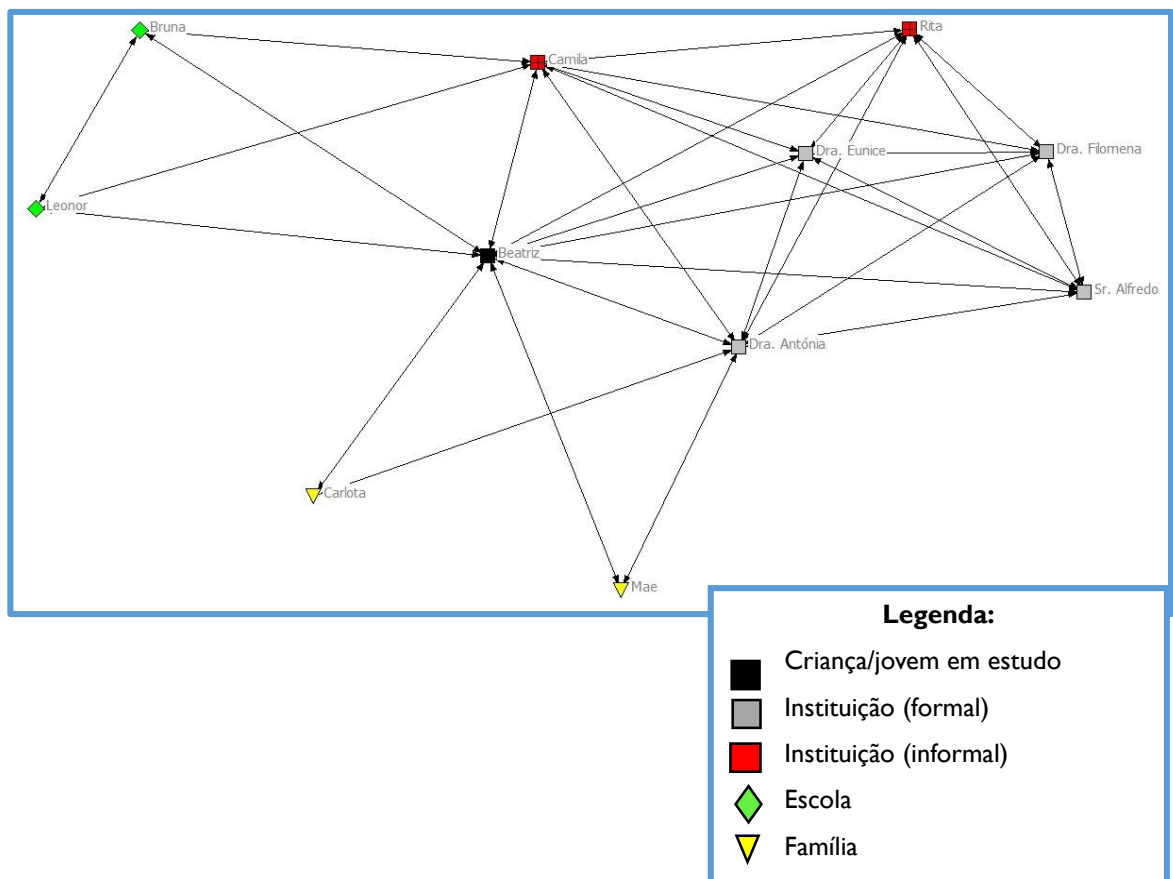 Bruna
Rita
Camila
Dra. Eunice
Dra. Filomena
Leonor
Beatriz
Sr. Alfredo
Dra. Antónia
Carlota
Mae
Legenda:
Criança/jovem em estudo
Instituição (formal)
Instituição (informal)
Escola
Família